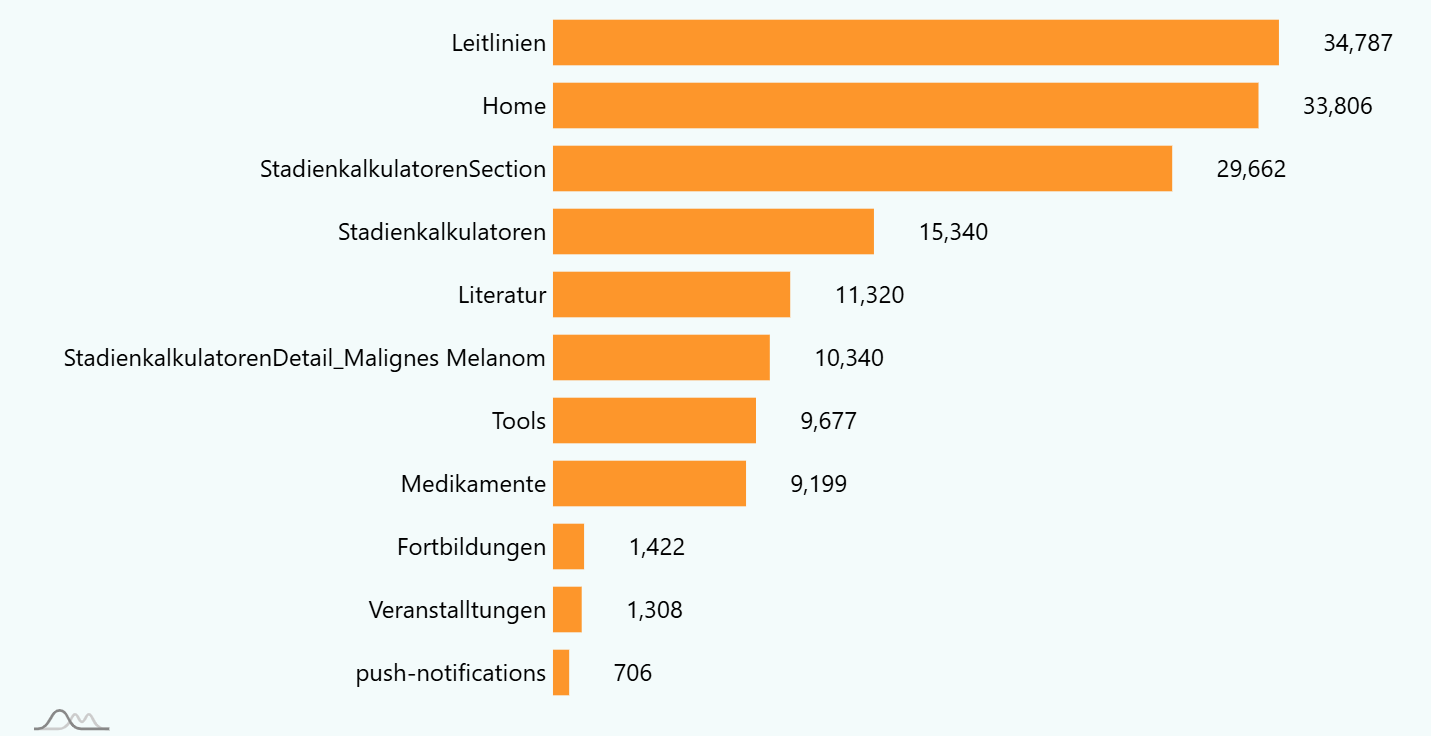 Leitlinien 34,787
Home 33,806
StadienkalkulatorenSection 29,662
Stadienkalkulatoren 15,340
Literatur 11,320
StadienkalkulatorenDetail_Malignes Melanom 10,340
Tools 9,677
Medikamente 9,199
Fortbildungen 1,422
Veranstalltungen 1,308
push-notifications 706